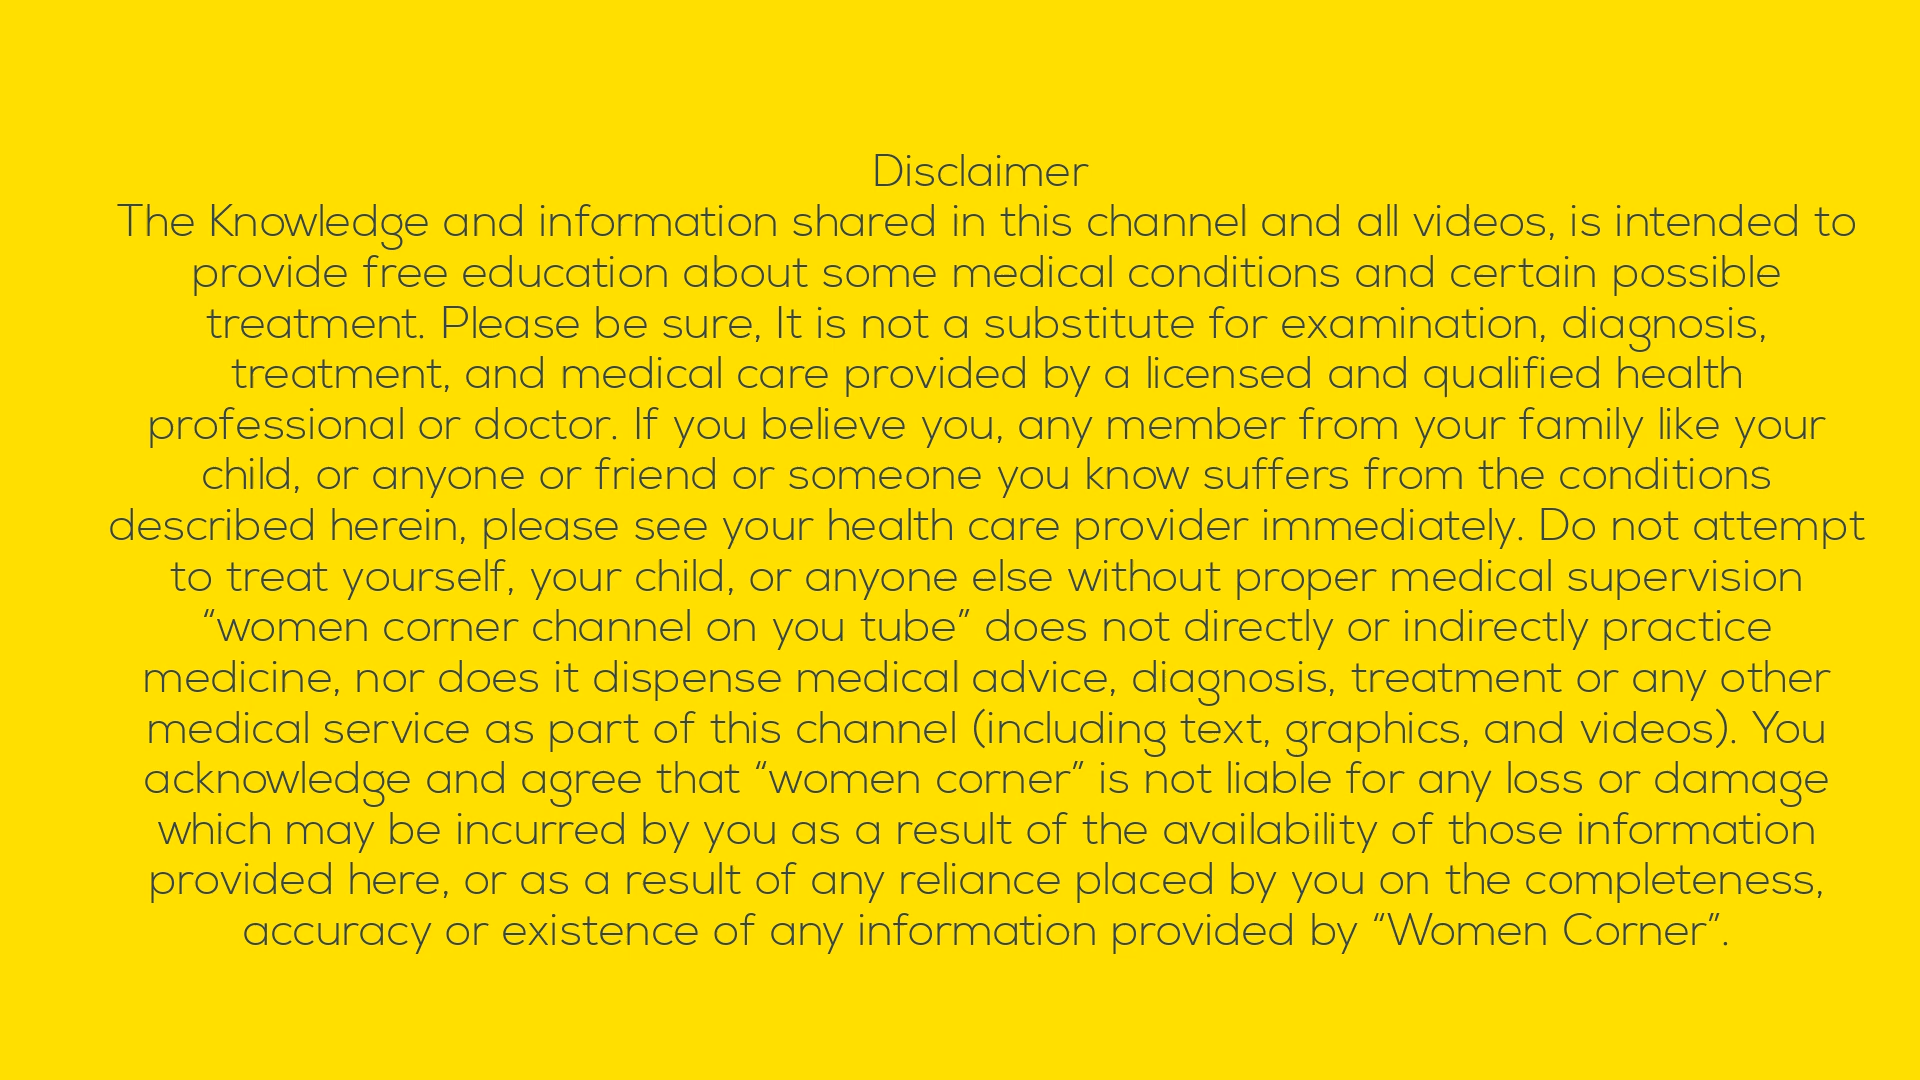 Disclaimer
The Knowledge and information shared in this channel and all videos, is intended to
provide free education about some medical conditions and certain possible
treatment. Please be sure, It is not a substitute for examination, diagnosis,
treatment, and medical care provided by a licensed and qualified health
professional or doctor. If you believe you, any member from your family like your
child, or anyone or friend or someone you know suffers from the conditions
described herein, please see your health care provider immediately. Do not attempt
to treat yourself, your child, or anyone else without proper medical supervision
“women corner channel on you tube” does not directly or indirectly practice
medicine, nor does it dispense medical advice, diagnosis, treatment or any other
medical service as part of this channel (including text, graphics, and videos). You
acknowledge and agree that “women corner” is not liable for any loss or damage
which may be incurred by you as a result of the availability of those information
provided here, or as a result of any reliance placed by you on the completeness,
accuracy or existence of any information provided by “Women Corner”.